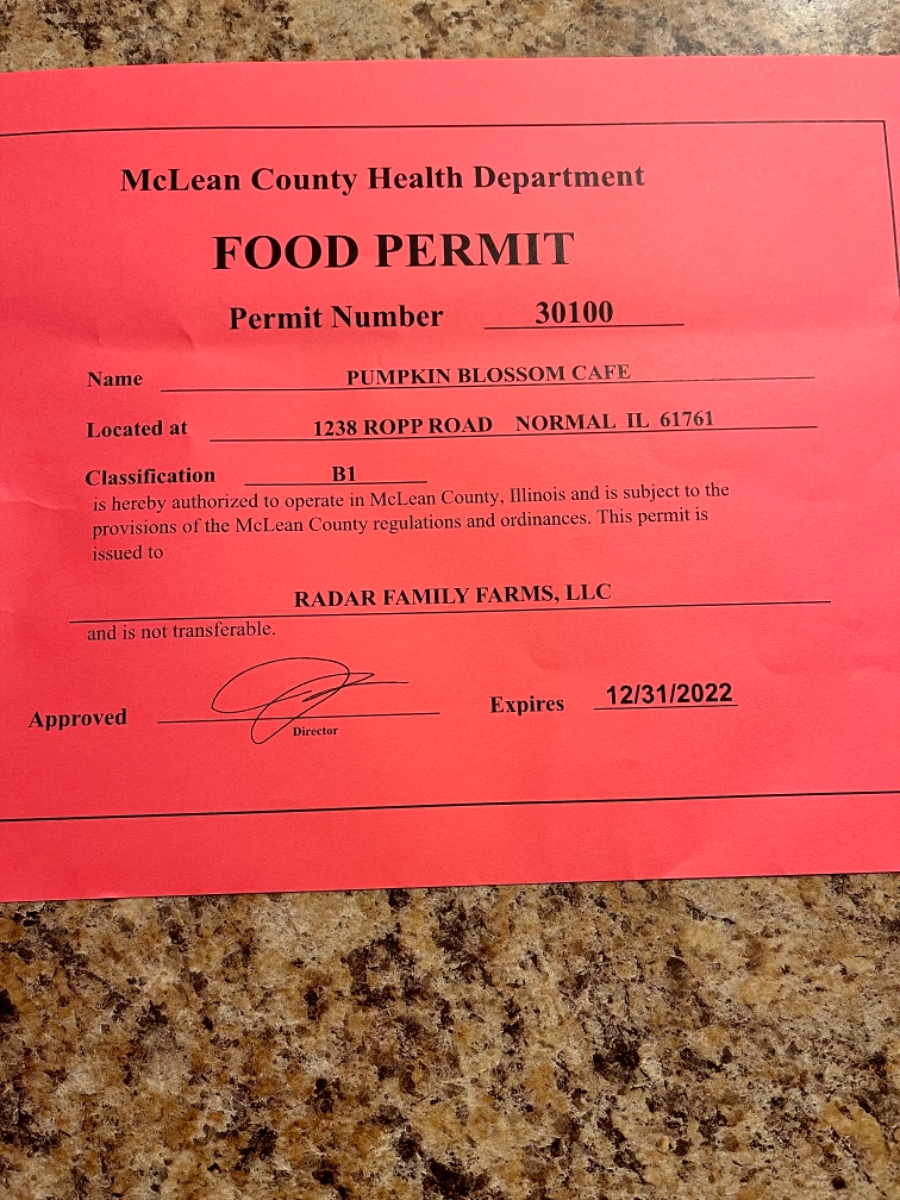 McLean County Health Department
FOOD PERMIT
Permit Number 30100
Name PUMPKIN BLOSSOM CAFE
Located at 1238 ROPP ROAD NORMAL IL 61761
Classification B1
is hereby authorized to operate in McLean County, Illinois and is subject to the
provisions of the McLean County regulations and ordinances. This permit is
issued to
RADAR FAMILY FARMS, LLC
and is not transferable.
Approved Expires 12/31/2022
Director